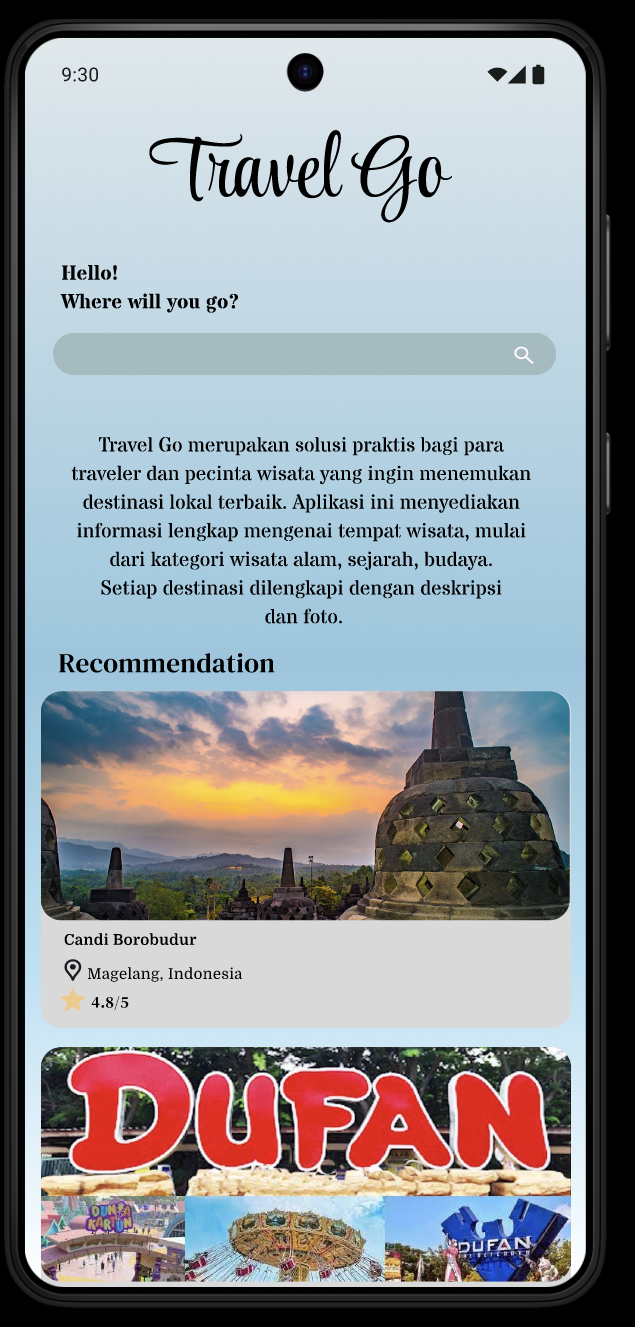 9:30
Travel Go
Hello!
Where will you go?
Travel Go merupakan solusi praktis bagi para
traveler dan pecinta wisata yang ingin menemukan
destinasi lokal terbaik. Aplikasi ini menyediakan
informasi lengkap mengenai tempat wisata, mulai
dari kategori wisata alam, sejarah, budaya.
Setiap destinasi dilengkapi dengan deskripsi
dan foto.
Recommendation
Candi Borobudur
Magelang, Indonesia
4.8/5
DUFAN
DUNIA
KARTUN
DUFAN